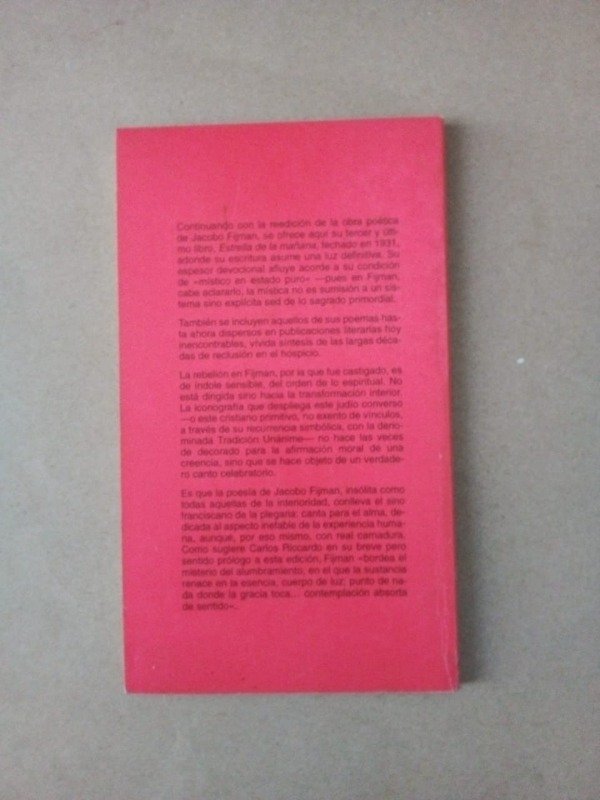 Continuando con la reedición de la obra poética
de Jacobo Fijman, se ofrece aquí su tercer y últi-
mo libro, Estrella de la mañana, fechado en 1931,
adonde su escritura asume una luz definitiva. Su
espesor devocional afluye acorde a su condición
de «místico en estado puro» —pues en Fijman,
cabe aclararlo, la mística no es sumisión a un sis-
tema sino explícita sed de lo sagrado primordial.
También se incluyen aquellos de sus poemas has-
ta ahora dispersos en publicaciones literarias hoy
inencontrables, vívida síntesis de las largas déca-
das de reclusión en el hospicio.
La rebelión en Fijman, por la que fue castigado, es
de índole sensible, del orden de lo espiritual. No
está dirigida sino hacia la transformación interior.
La iconografía que despliega este judío converso
—o este cristiano primitivo, no exento de vínculos,
a través de su recurrencia simbólica, con la deno-
minada Tradición Unánime— no hace las veces
de decorado para la afirmación moral de una
creencia, sino que se hace objeto de un verdade-
ro canto celebratorio.
Es que la poesía de Jacobo Fijman, insólita como
todas aquellas de la interioridad, conlleva el sino
franciscano de la plegaria: canta para el alma, de-
dicada al aspecto inefable de la experiencia huma-
na, aunque, por eso mismo, con real carnadura.
Como sugiere Carlos Riccardo en su breve pero
sentido prólogo a esta edición, Fijman «bordea el
misterio del alumbramiento, en el que la sustancia
renace en la esencia, cuerpo de luz: punto de na-
da donde la gracia toca... contemplación absorta
de sentido».